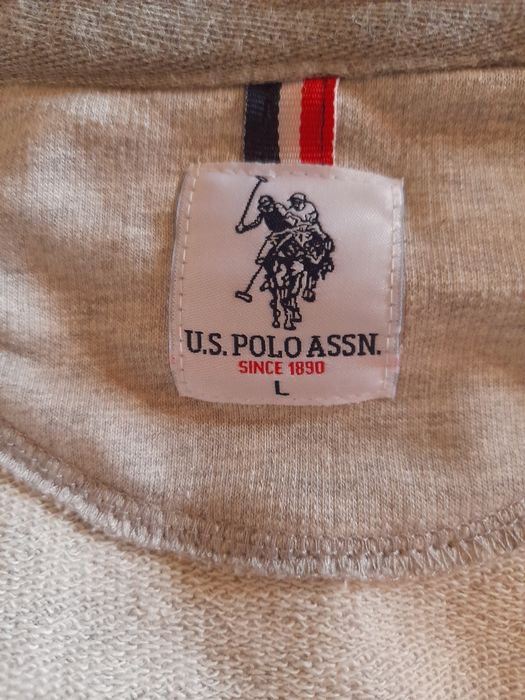 U.S. POLO ASSN.
SINCE 1890
L